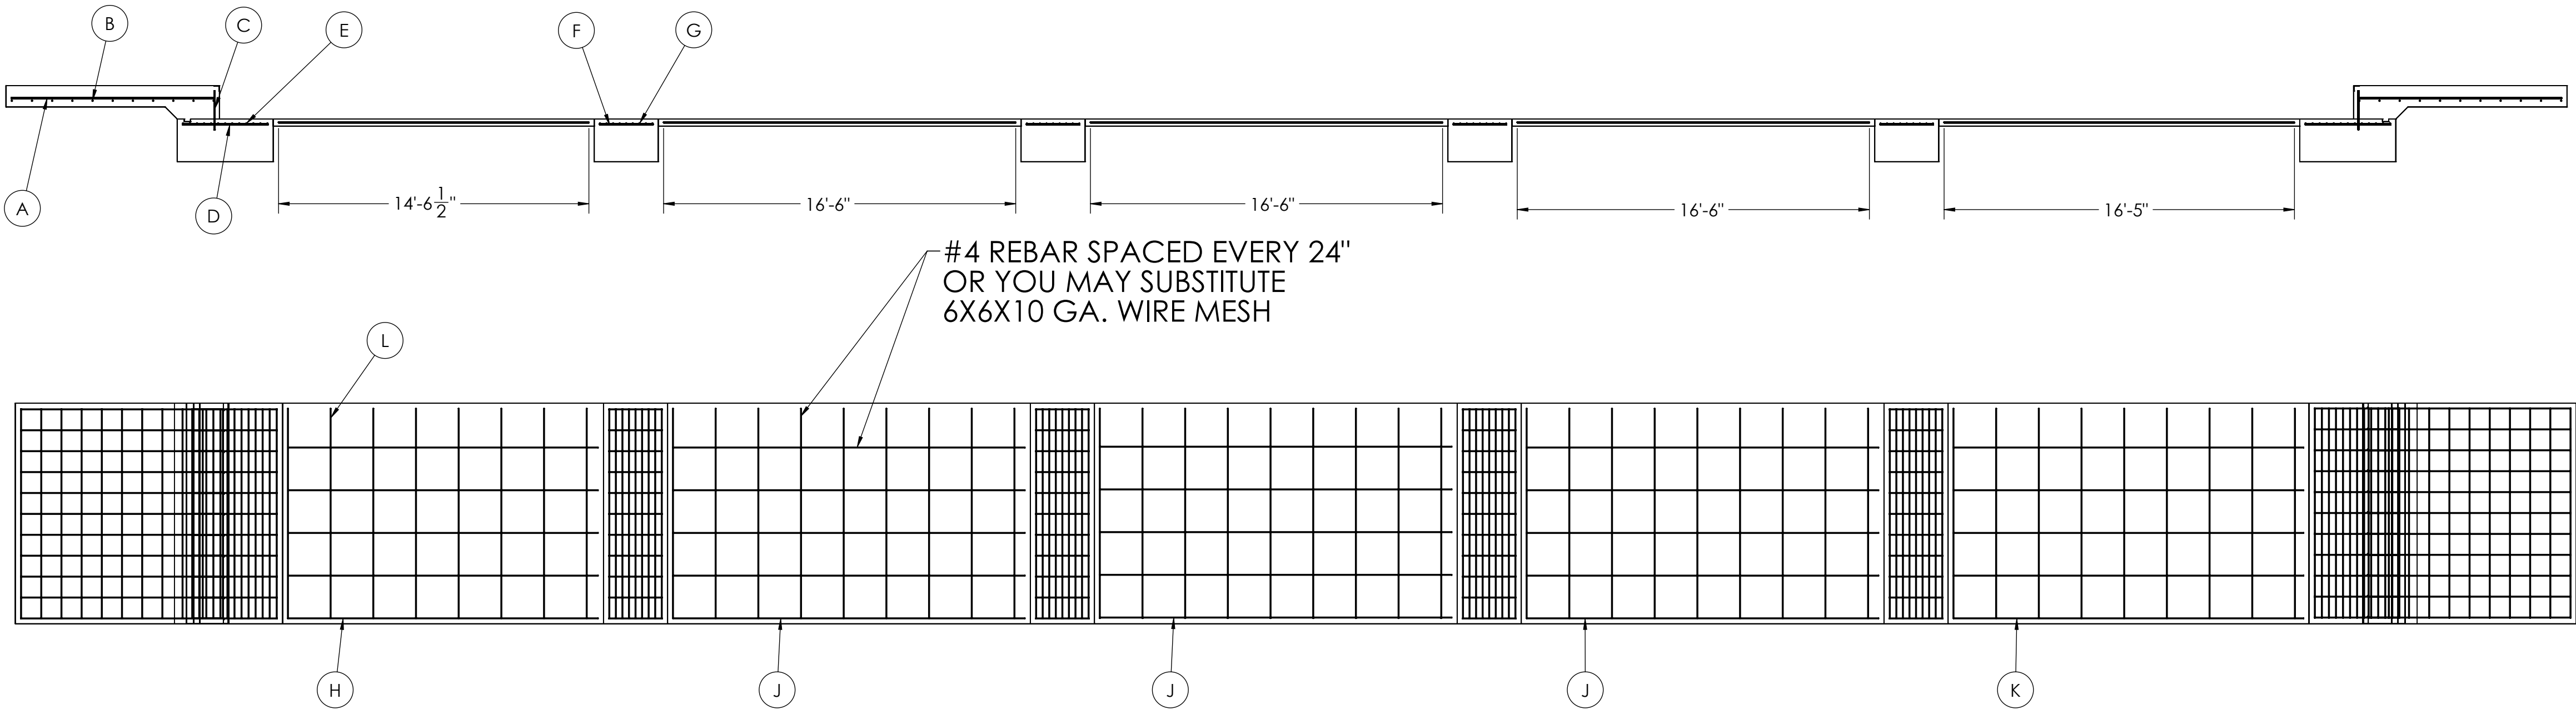 B
C
E
F
G
A
D
14'-6 1/2"
16'-6"
16'-6"
16'-6"
16'-5"
#4 REBAR SPACED EVERY 24"
OR YOU MAY SUBSTITUTE
6X6X10 GA. WIRE MESH
L
H
J
J
J
K